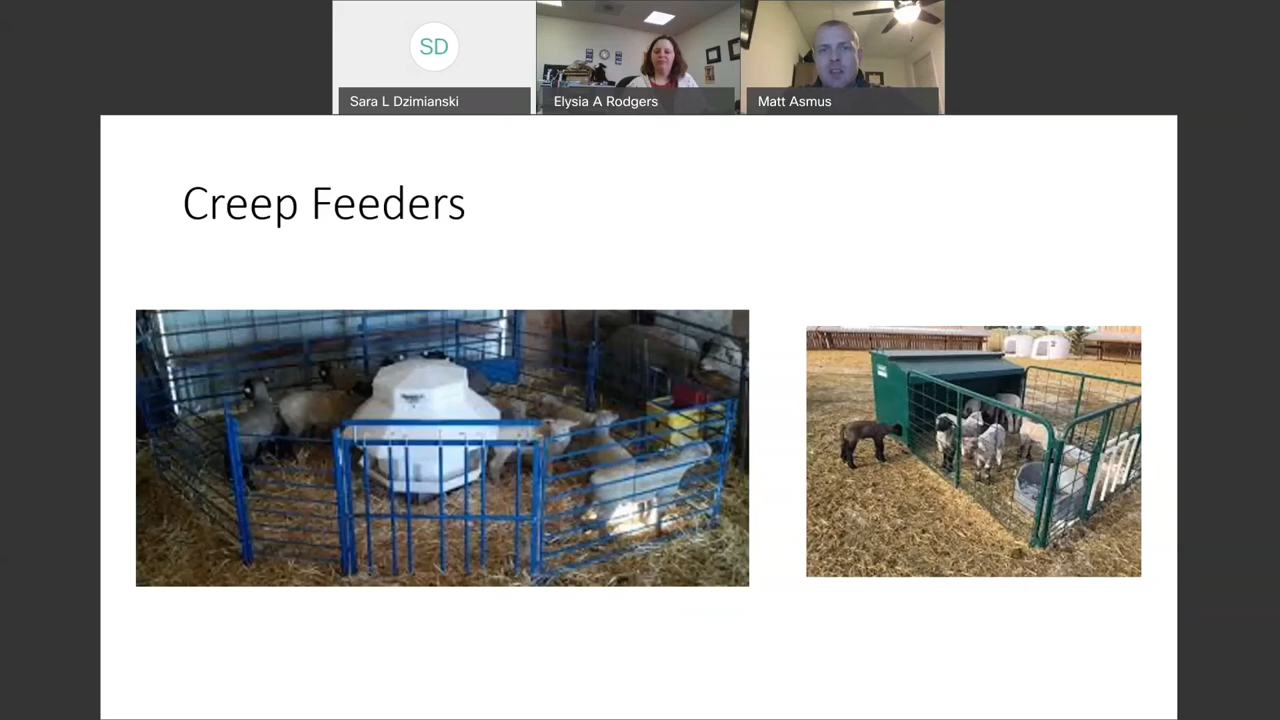 SD
Sara L Dzimianski
Elysia A Rodgers
Matt Asmus
Creep Feeders